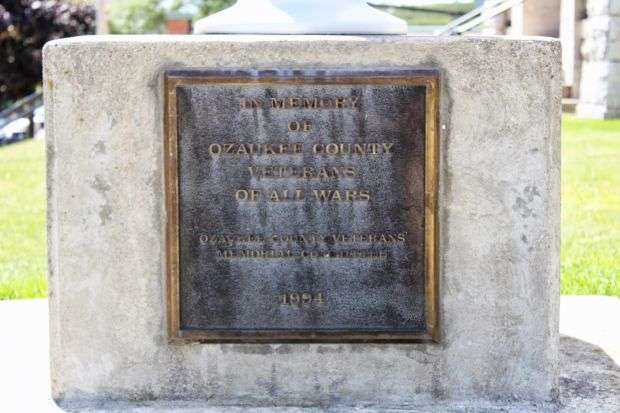 IN MEMORY
OF
OZAUKEE COUNTY
VETERANS
OF ALL WARS
OZAUKEE COUNTY VETERANS'
MEMORIAL COMMITTEE
1994